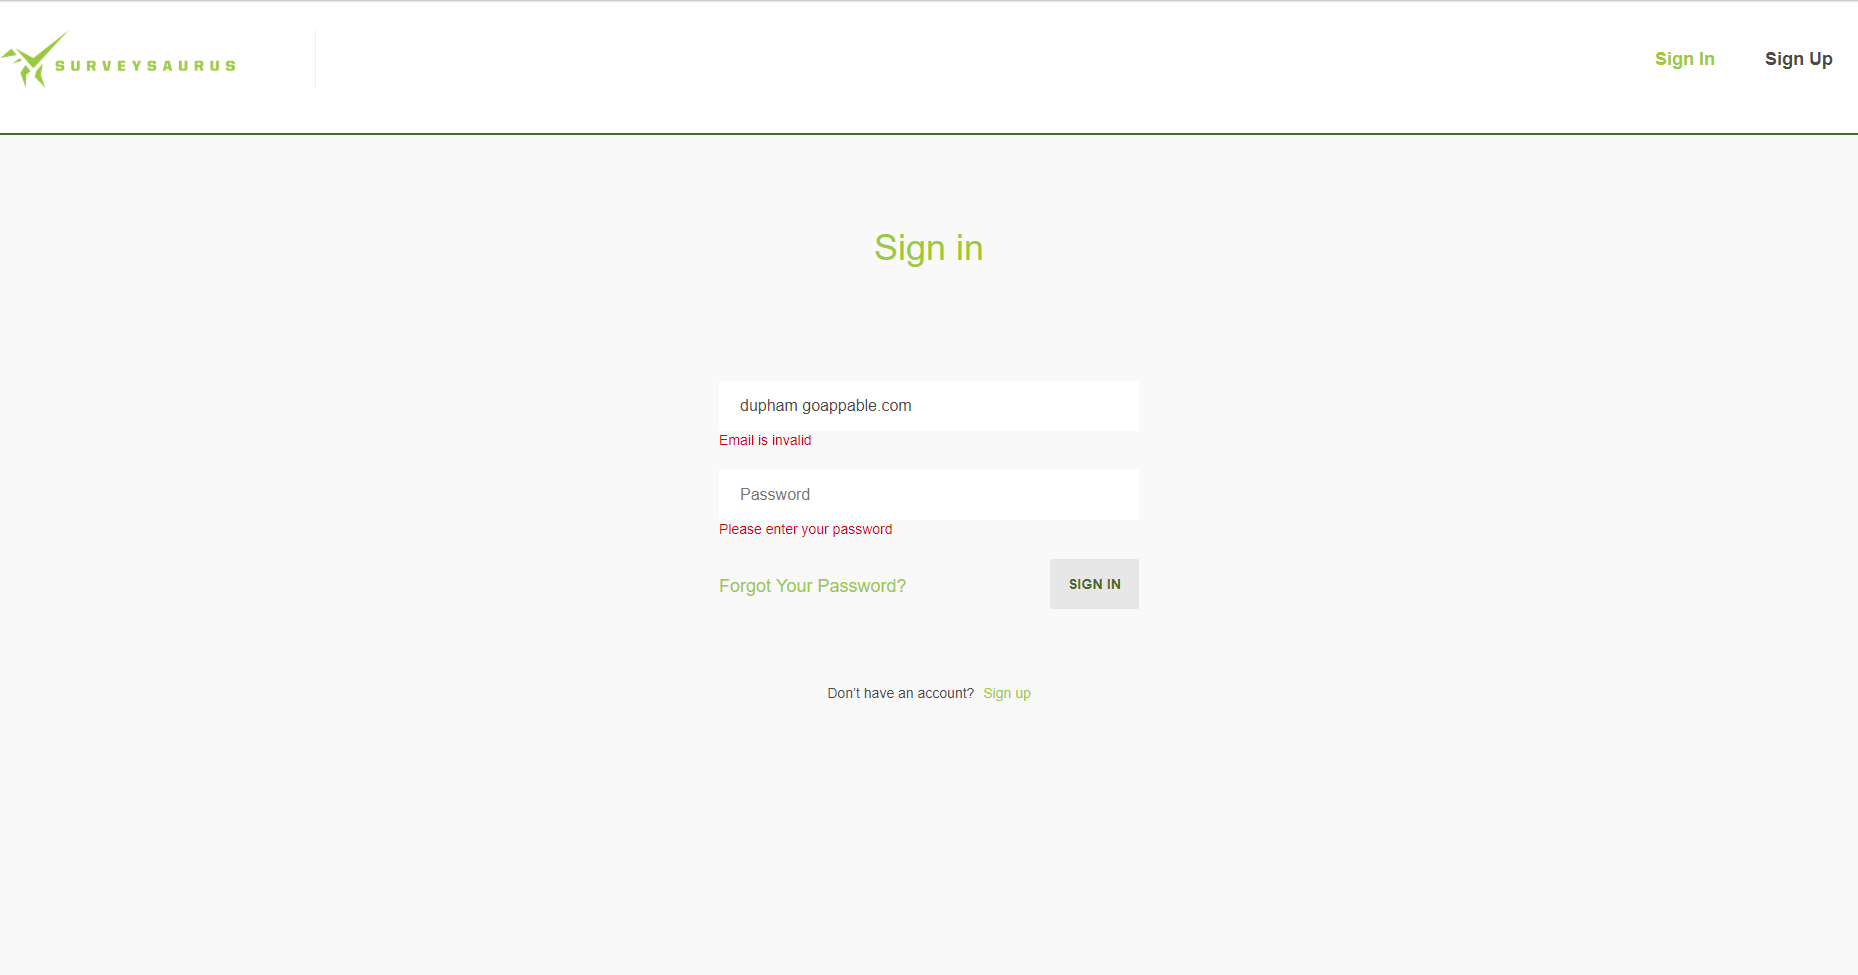 SURVEYSAURUS
Sign In
Sign Up
Sign in
dupham goappable.com
Email is invalid
Password
Please enter your password
Forgot Your Password?
SIGN IN
Don't have an account? Sign up